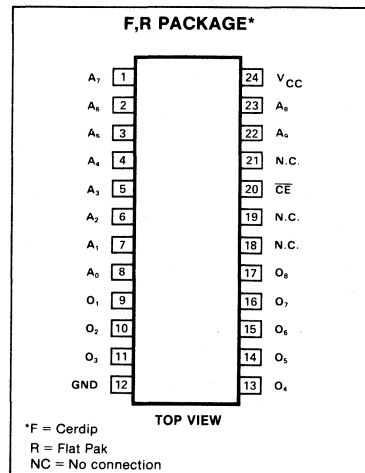 F,R PACKAGE*
A₇ 1 24 VCC
A₆ 2 23 A₈
A₅ 3 22 A₉
A₄ 4 21 N.C.
A₃ 5 20 C̅E̅
A₂ 6 19 N.C.
A₁ 7 18 N.C.
A₀ 8 17 O₈
O₁ 9 16 O₇
O₂ 10 15 O₆
O₃ 11 14 O₅
GND 12 13 O₄
TOP VIEW
*F = Cerdip
R = Flat Pak
NC = No connection